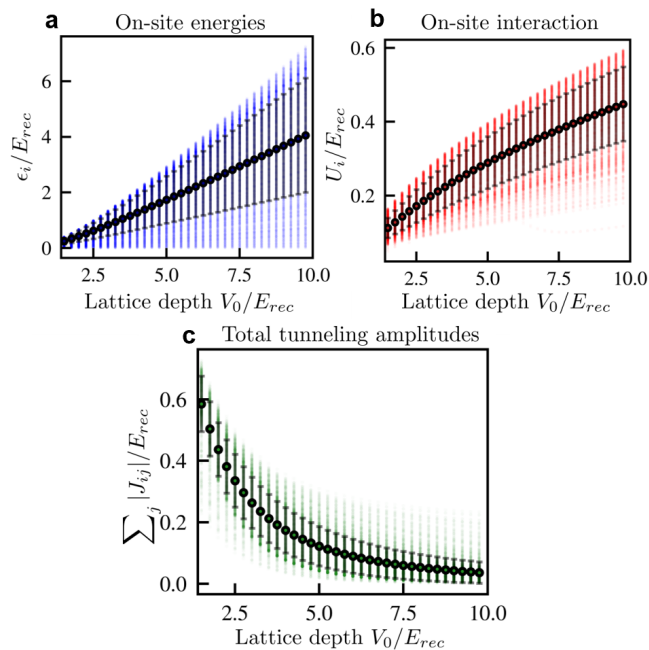 a On-site energies
6
4
2
0
ϵ_i/E_rec
2.5 5.0 7.5 10.0
Lattice depth V_0/E_rec
b On-site interaction
0.6
0.4
0.2
U_i/E_rec
2.5 5.0 7.5 10.0
Lattice depth V_0/E_rec
c Total tunneling amplitudes
0.6
0.4
0.2
0.0
∑_j |J_ij|/E_rec
2.5 5.0 7.5 10.0
Lattice depth V_0/E_rec